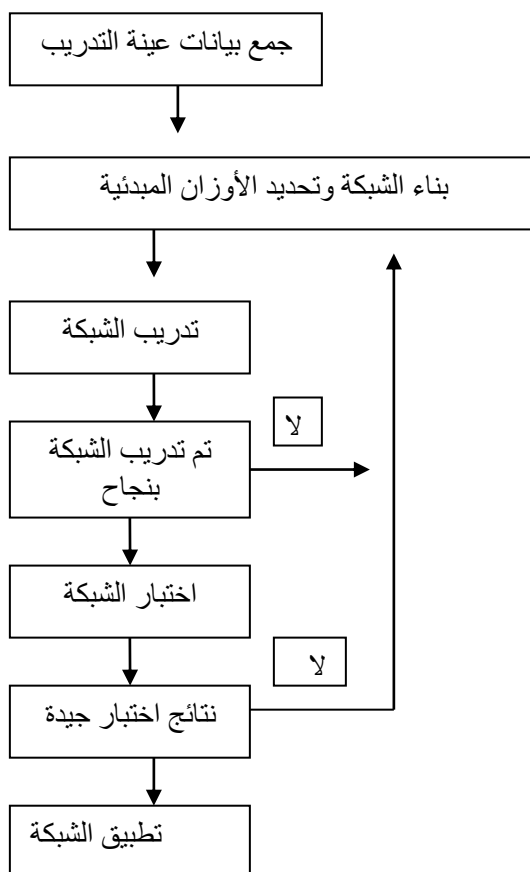 جمع بيانات عينة التدريب
بناء الشبكة وتحديد الأوزان المبدئية
تدريب الشبكة
لا
تم تدريب الشبكة
بنجاح
اختبار الشبكة
لا
نتائج اختبار جيدة
تطبيق الشبكة